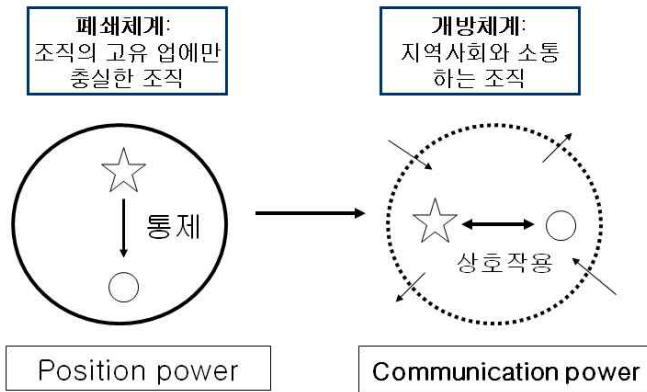 폐쇄체계:
조직의 고유 업에만
충실한 조직
개방체계:
지역사회와 소통
하는 조직
통제
상호작용
Position power
Communication power